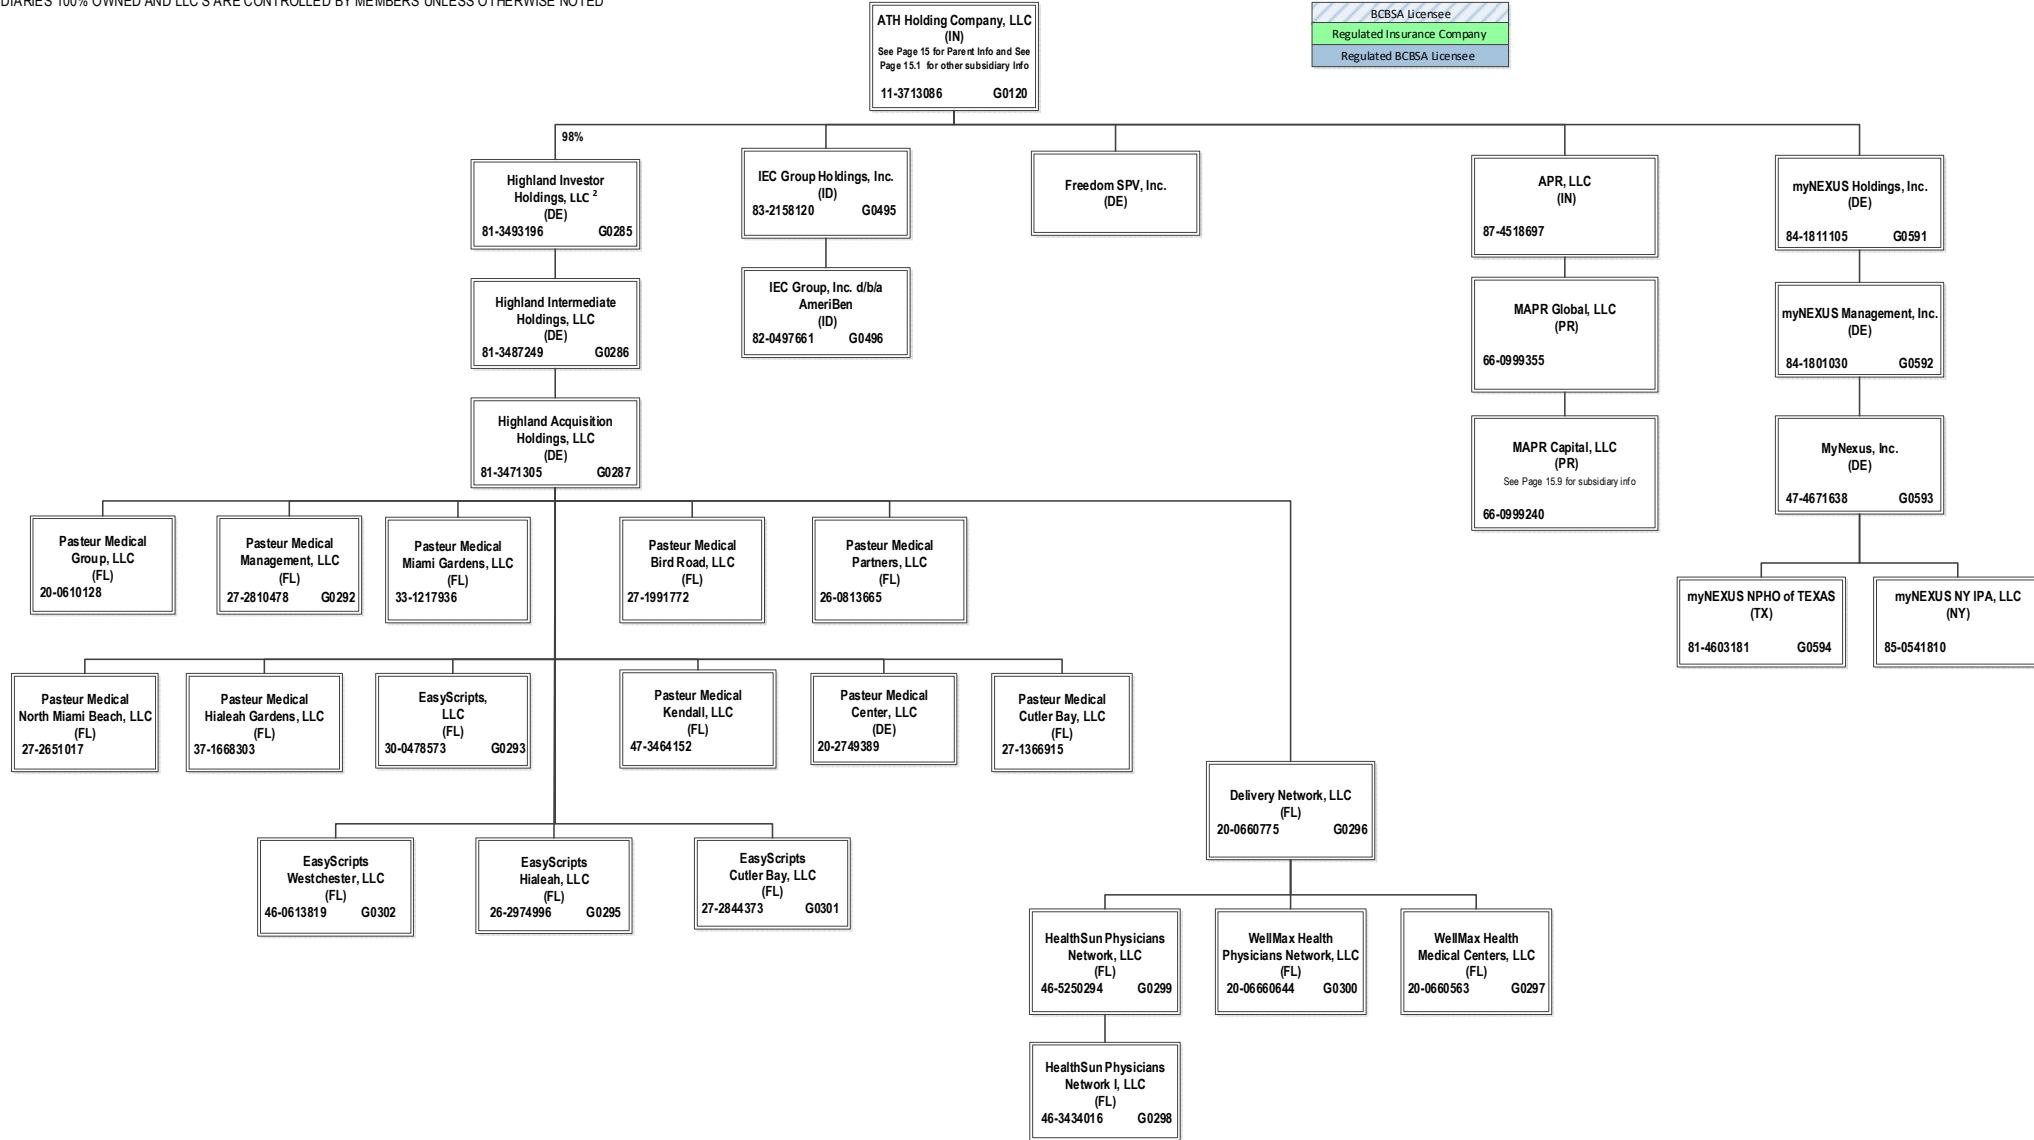 DIARIES 100% OWNED AND LLC'S ARE CONTROLLED BY MEMBERS UNLESS OTHERWISE NOTED
ATH Holding Company, LLC
(IN)
See Page 15 for Parent Info and See
Page 15.1 for other subsidiary Info
11-3713086 G0120
BCBSA Licensee
Regulated Insurance Company
Regulated BCBSA Licensee
98%
Highland Investor
Holdings, LLC ²
(DE)
81-3493196 G0285
IEC Group Holdings, Inc.
(ID)
83-2158120 G0495
Freedom SPV, Inc.
(DE)
APR, LLC
(IN)
87-4518697
myNEXUS Holdings, Inc.
(DE)
84-1811105 G0591
Highland Intermediate
Holdings, LLC
(DE)
81-3487249 G0286
IEC Group, Inc. d/b/a
AmeriBen
(ID)
82-0497661 G0496
MAPR Global, LLC
(PR)
66-0999355
myNEXUS Management, Inc.
(DE)
84-1801030 G0592
Highland Acquisition
Holdings, LLC
(DE)
81-3471305 G0287
MAPR Capital, LLC
(PR)
See Page 15.9 for subsidiary info
66-0999240
MyNexus, Inc.
(DE)
47-4671638 G0593
Pasteur Medical
Group, LLC
(FL)
20-0610128
Pasteur Medical
Management, LLC
(FL)
27-2810478 G0292
Pasteur Medical
Miami Gardens, LLC
(FL)
33-1217936
Pasteur Medical
Bird Road, LLC
(FL)
27-1991772
Pasteur Medical
Partners, LLC
(FL)
26-0813665
myNEXUS NPHO of TEXAS
(TX)
81-4603181 G0594
myNEXUS NY IPA, LLC
(NY)
85-0541810
Pasteur Medical
North Miami Beach, LLC
(FL)
27-2651017
Pasteur Medical
Hialeah Gardens, LLC
(FL)
37-1668303
EasyScripts,
LLC
(FL)
30-0478573 G0293
Pasteur Medical
Kendall, LLC
(FL)
47-3464152
Pasteur Medical
Center, LLC
(DE)
20-2749389
Pasteur Medical
Cutler Bay, LLC
(FL)
27-1366915
Delivery Network, LLC
(FL)
20-0660775 G0296
EasyScripts
Westchester, LLC
(FL)
46-0613819 G0302
EasyScripts
Hialeah, LLC
(FL)
26-2974996 G0295
EasyScripts
Cutler Bay, LLC
(FL)
27-2844373 G0301
HealthSun Physicians
Network, LLC
(FL)
46-5250294 G0299
WellMax Health
Physicians Network, LLC
(FL)
20-06660644 G0300
WellMax Health
Medical Centers, LLC
(FL)
20-0660563 G0297
HealthSun Physicians
Network I, LLC
(FL)
46-3434016 G0298